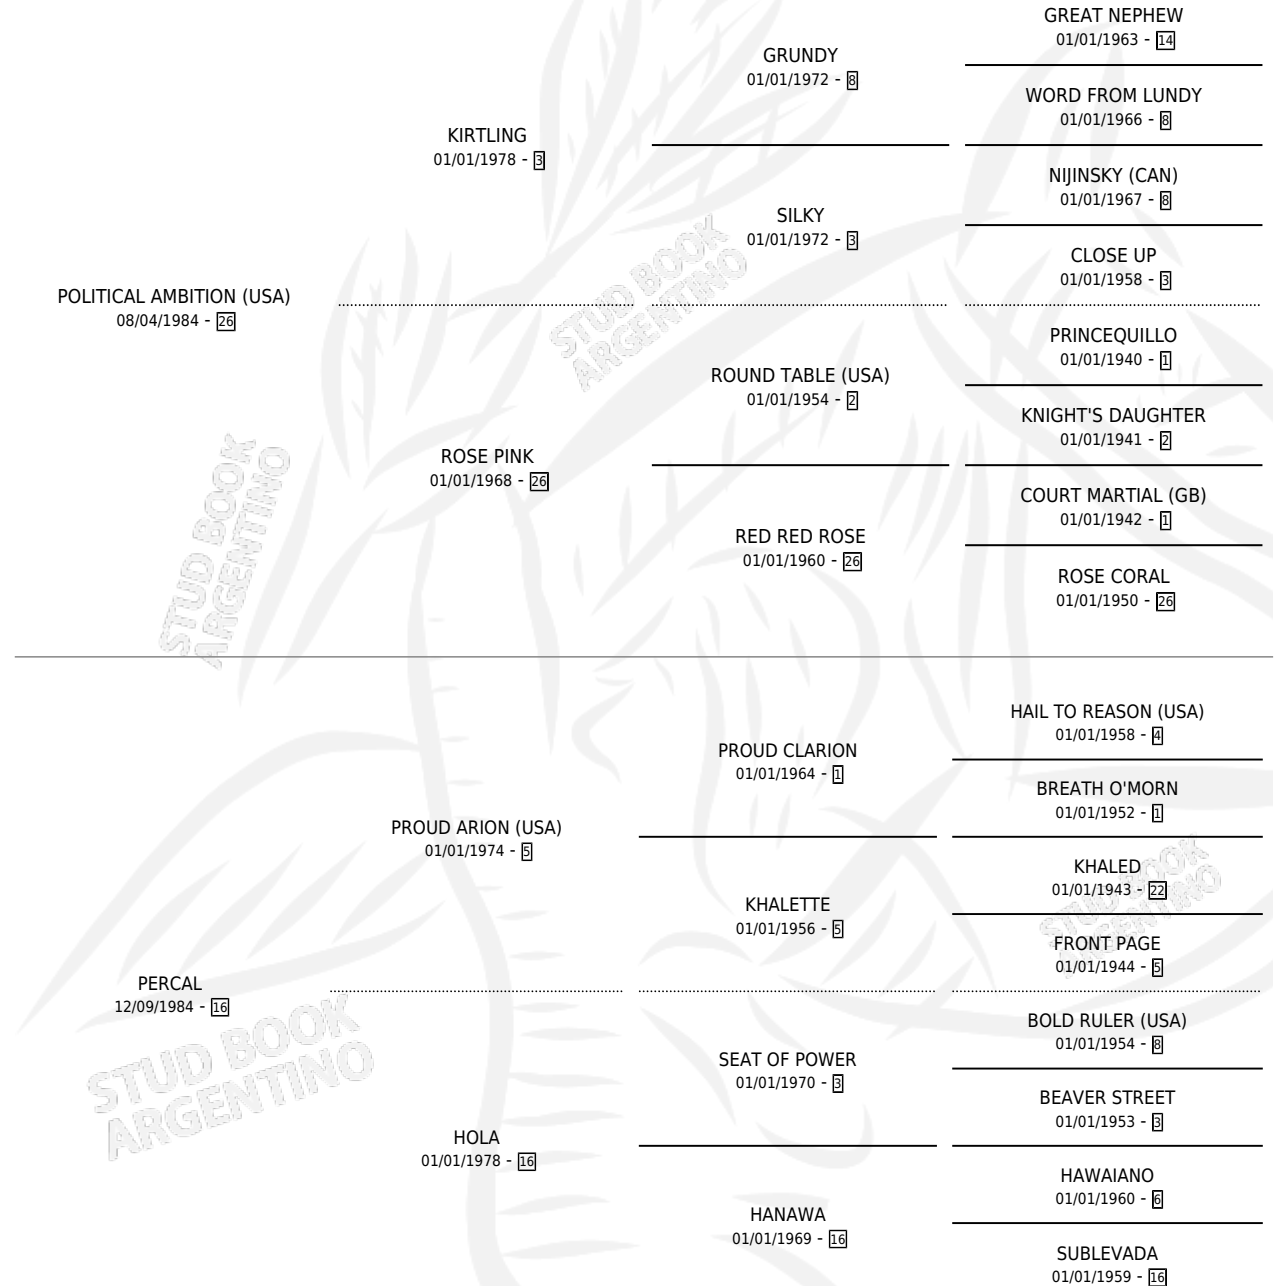 GREAT NEPHEW
01/01/1963 - 14
GRUNDY
01/01/1972 - 8
WORD FROM LUNDY
01/01/1966 - 8
KIRTLING
01/01/1978 - 3
NIJINSKY (CAN)
01/01/1967 - 8
SILKY
01/01/1972 - 3
CLOSE UP
01/01/1958 - 3
POLITICAL AMBITION (USA)
08/04/1984 - 26
PRINCEQUILLO
01/01/1940 - 1
ROUND TABLE (USA)
01/01/1954 - 2
KNIGHT'S DAUGHTER
01/01/1941 - 2
ROSE PINK
01/01/1968 - 26
COURT MARTIAL (GB)
01/01/1942 - 1
RED RED ROSE
01/01/1960 - 26
ROSE CORAL
01/01/1950 - 26
HAIL TO REASON (USA)
01/01/1958 - 4
PROUD CLARION
01/01/1964 - 1
BREATH O'MORN
01/01/1952 - 1
PROUD ARION (USA)
01/01/1974 - 5
KHALED
01/01/1943 - 22
KHALETTE
01/01/1956 - 5
FRONT PAGE
01/01/1944 - 5
PERCAL
12/09/1984 - 16
BOLD RULER (USA)
01/01/1954 - 8
SEAT OF POWER
01/01/1970 - 3
BEAVER STREET
01/01/1953 - 3
HOLA
01/01/1978 - 16
HAWAIANO
01/01/1960 - 6
HANAWA
01/01/1969 - 16
SUBLEVADA
01/01/1959 - 16
STUD BOOK
ARGENTINO
STUD BOOK
ARGENTINO
STUD BOOK
ARGENTINO
STUD BOOK
ARGENTINO